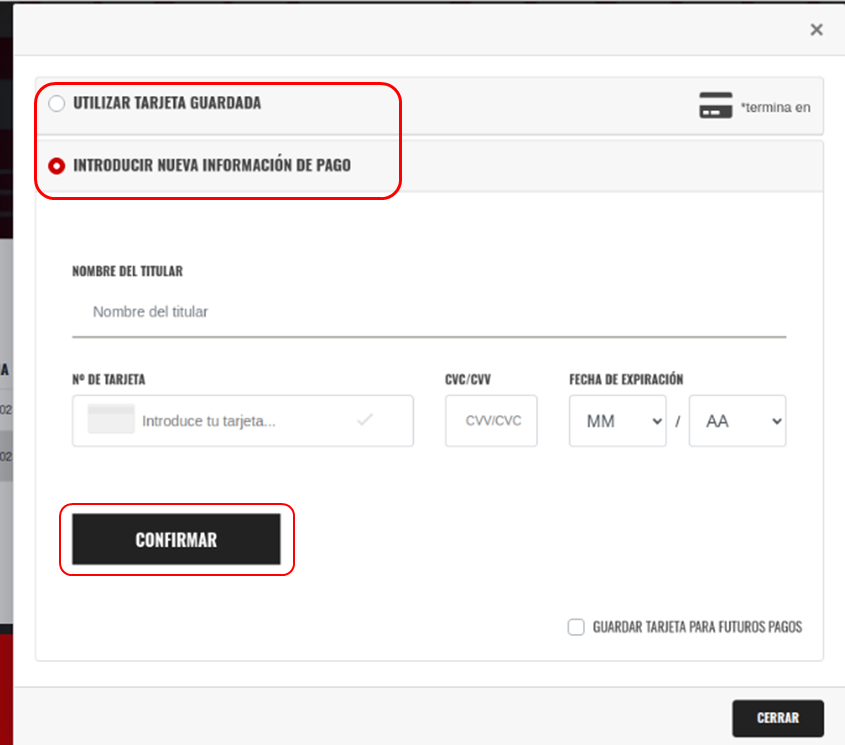 ×
UTILIZAR TARJETA GUARDADA
*termina en
INTRODUCIR NUEVA INFORMACIÓN DE PAGO
NOMBRE DEL TITULAR
Nombre del titular
Nº DE TARJETA
CVC/CVV
FECHA DE EXPIRACIÓN
Introduce tu tarjeta...
CVV/CVC
MM
/
AA
CONFIRMAR
GUARDAR TARJETA PARA FUTUROS PAGOS
CERRAR